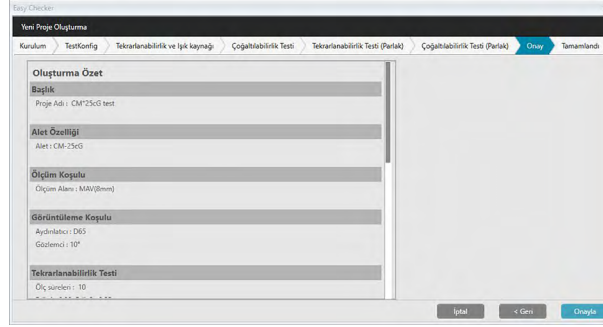 Easy Checker
Yeni Proje Oluşturma
Kurulum TestKonfig Tekrarlanabilirlik ve Işık kaynağı Çoğaltılabilirlik Testi Tekrarlanabilirlik Testi (Parlak) Çoğaltılabilirlik Testi (Parlak) Onay Tamamlandı
Oluşturma Özet
Başlık
Proje Adı : CM*25cG test
Alet Özelliği
Alet : CM-25cG
Ölçüm Koşulu
Ölçüm Alanı : MAV(8mm)
Görüntüleme Koşulu
Aydınlatıcı : D65
Gözlemci : 10°
Tekrarlanabilirlik Testi
Ölç süreleri : 10
İptal < Geri Onayla